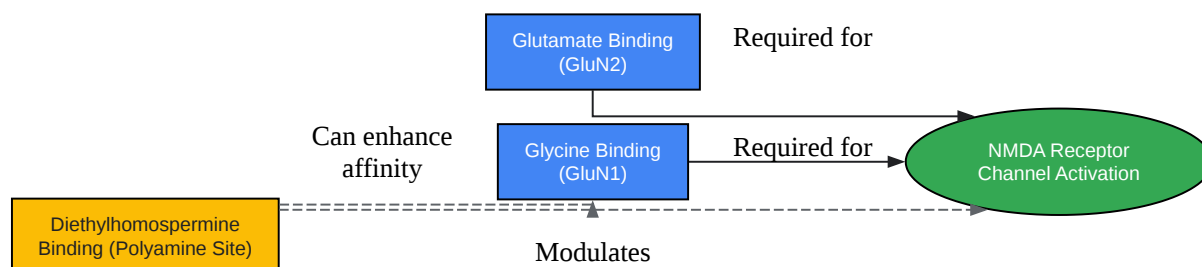 Glutamate Binding
(GluN2)
Required for
Can enhance
affinity
Glycine Binding
(GluN1)
Required for
NMDA Receptor
Channel Activation
Diethylhomospermine
Binding (Polyamine Site)
Modulates